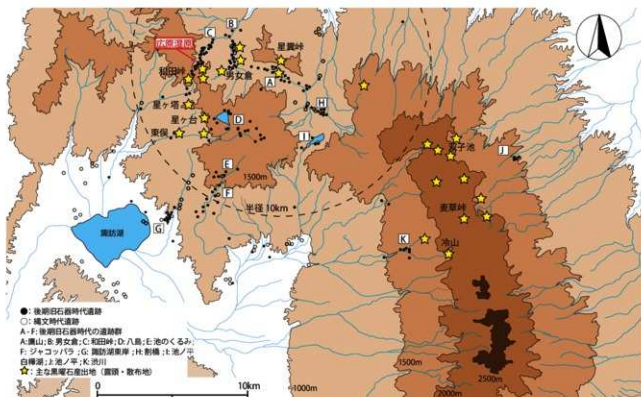 B
C
広原湿原
星糞峠
和田峠
男女倉
A
H
星ヶ塔
星ヶ台
D
東俣
I
双子池
J
E
1500m
F
半径 10km
麦草峠
諏訪湖
G
K
冷山
●: 後期旧石器時代遺跡
○: 縄文時代遺跡
A - F: 後期旧石器時代の遺跡群
A:鷹山; B: 男女倉; C: 和田峠; D: 八島; E: 池のくるみ;
F: ジャコッパラ; G: 諏訪湖東岸; H: 割橋; I: 池ノ平
白樺湖; J: 池ノ平; K: 渋川
☆: 主な黒曜石産出地(露頭・散布地)
0
10km
1000m
1500m
2000m
2500m